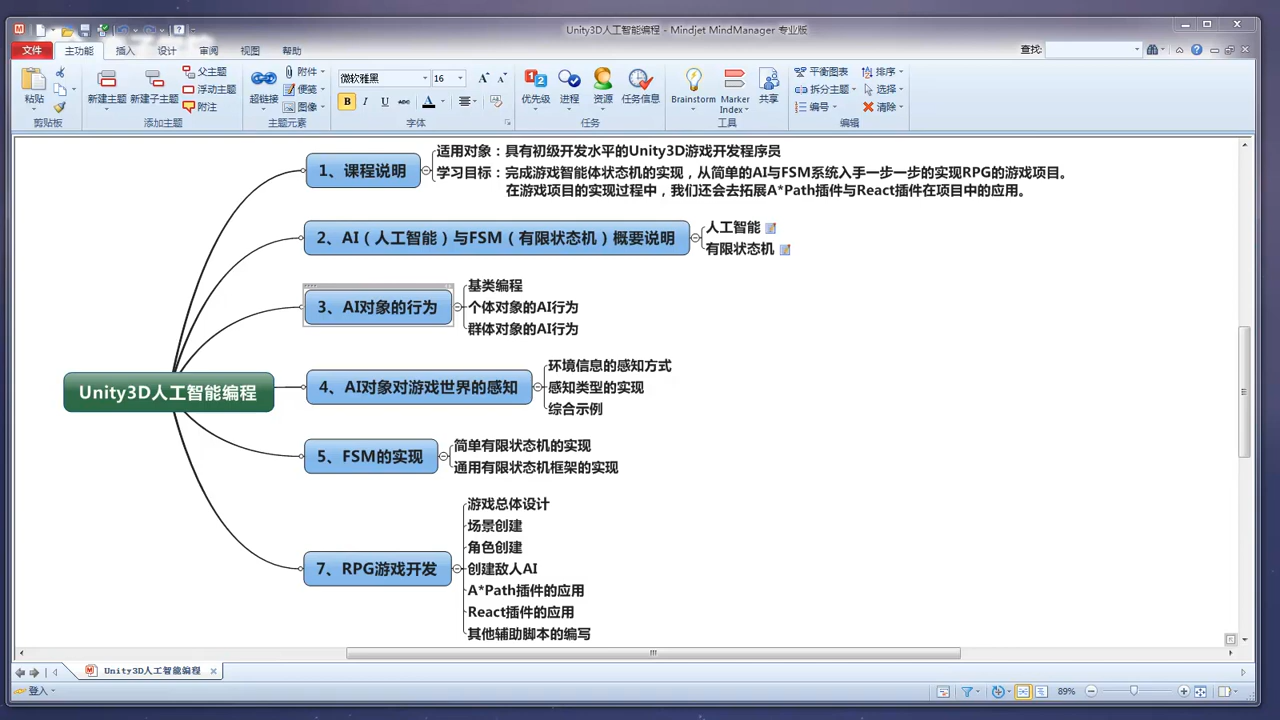 Unity3D人工智能编程 - Mindjet MindManager 专业版
文件 主功能 插入 设计 审阅 视图 帮助 查找:
粘贴 新建主题 新建子主题 父主题 浮动主题 附注 超链接 附件 便笺 图像 微软雅黑 16 优先级 进程 资源 任务信息 Brainstorm Marker Index 共享 平衡图表 拆分主题 编号 排序 选择 清除
剪贴板 添加主题 主题元素 字体 任务 工具 编辑
1、课程说明
适用对象：具有初级开发水平的Unity3D游戏开发程序员
学习目标：完成游戏智能体状态机的实现，从简单的AI与FSM系统入手一步一步的实现RPG的游戏项目。
在游戏项目的实现过程中，我们还会去拓展A*Path插件与React插件在项目中的应用。
2、AI（人工智能）与FSM（有限状态机）概要说明
人工智能
有限状态机
3、AI对象的行为
基类编程
个体对象的AI行为
群体对象的AI行为
Unity3D人工智能编程
4、AI对象对游戏世界的感知
环境信息的感知方式
感知类型的实现
综合示例
5、FSM的实现
简单有限状态机的实现
通用有限状态机框架的实现
7、RPG游戏开发
游戏总体设计
场景创建
角色创建
创建敌人AI
A*Path插件的应用
React插件的应用
其他辅助脚本的编写
Unity3D人工智能编程
登入 89%